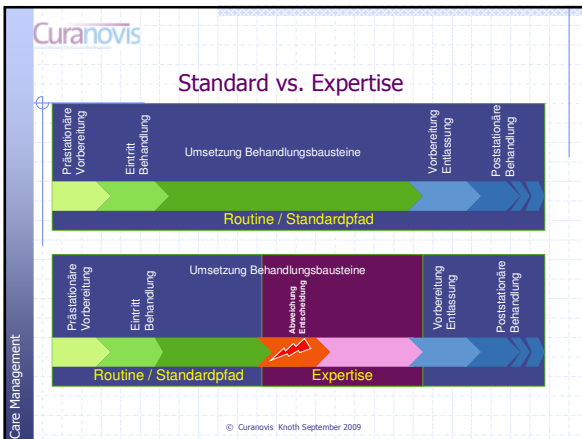 Curanovis
Standard vs. Expertise
Prästationäre
Vorbereitung
Eintritt
Behandlung
Umsetzung Behandlungsbausteine
Vorbereitung
Entlassung
Poststationäre
Behandlung
Routine / Standardpfad
Prästationäre
Vorbereitung
Eintritt
Behandlung
Umsetzung Behandlungsbausteine
Abweichung
Entscheidung
Vorbereitung
Entlassung
Poststationäre
Behandlung
Routine / Standardpfad
Expertise
Care Management
© Curanovis Knoth September 2009